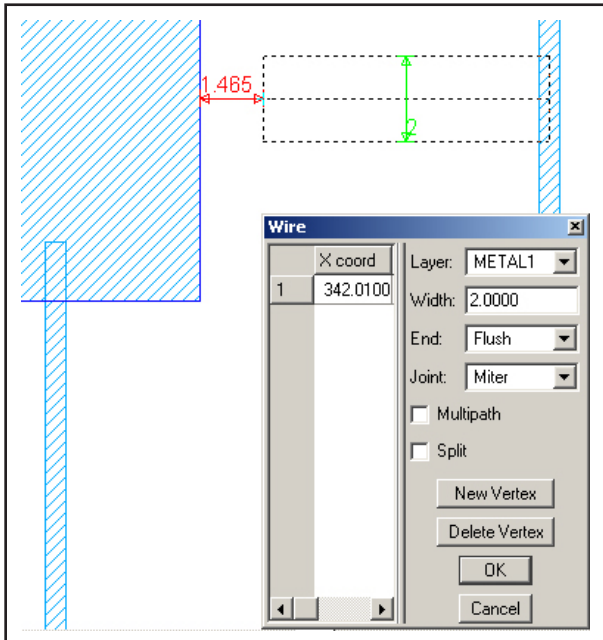 1.465
2
Wire
X coord
1 342.0100
Layer: METAL1
Width: 2.0000
End: Flush
Joint: Miter
Multipath
Split
New Vertex
Delete Vertex
OK
Cancel